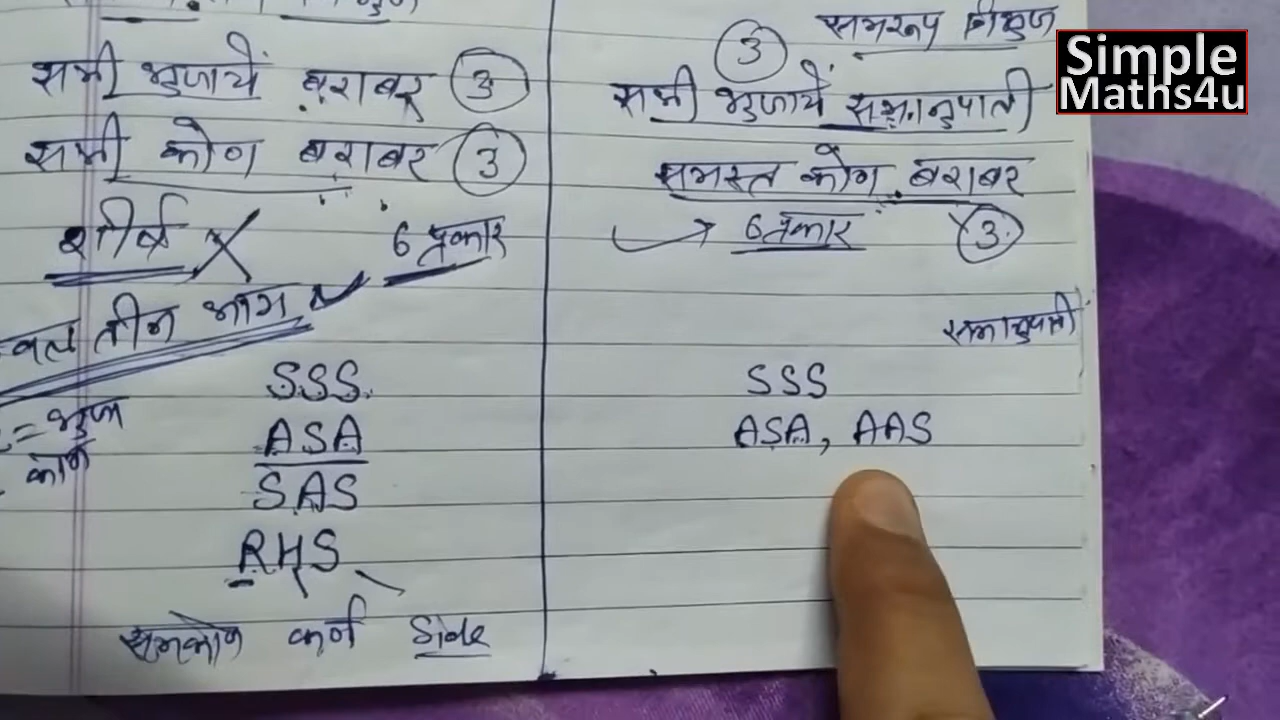 सभी भुजायें बराबर 3
सभी कोण बराबर 3
शीर्ष X 6 प्रकार
तीन भाग
SSS
= भुजा
ASA
कोण
SAS
RHS
समकोण कर्ण Side
समरूप त्रिभुज
3
सभी भुजायें समानुपाती
समस्त कोण बराबर
6 प्रकार 3
समानुपाती
SSS
ASA, AAS
Simple
Maths4u